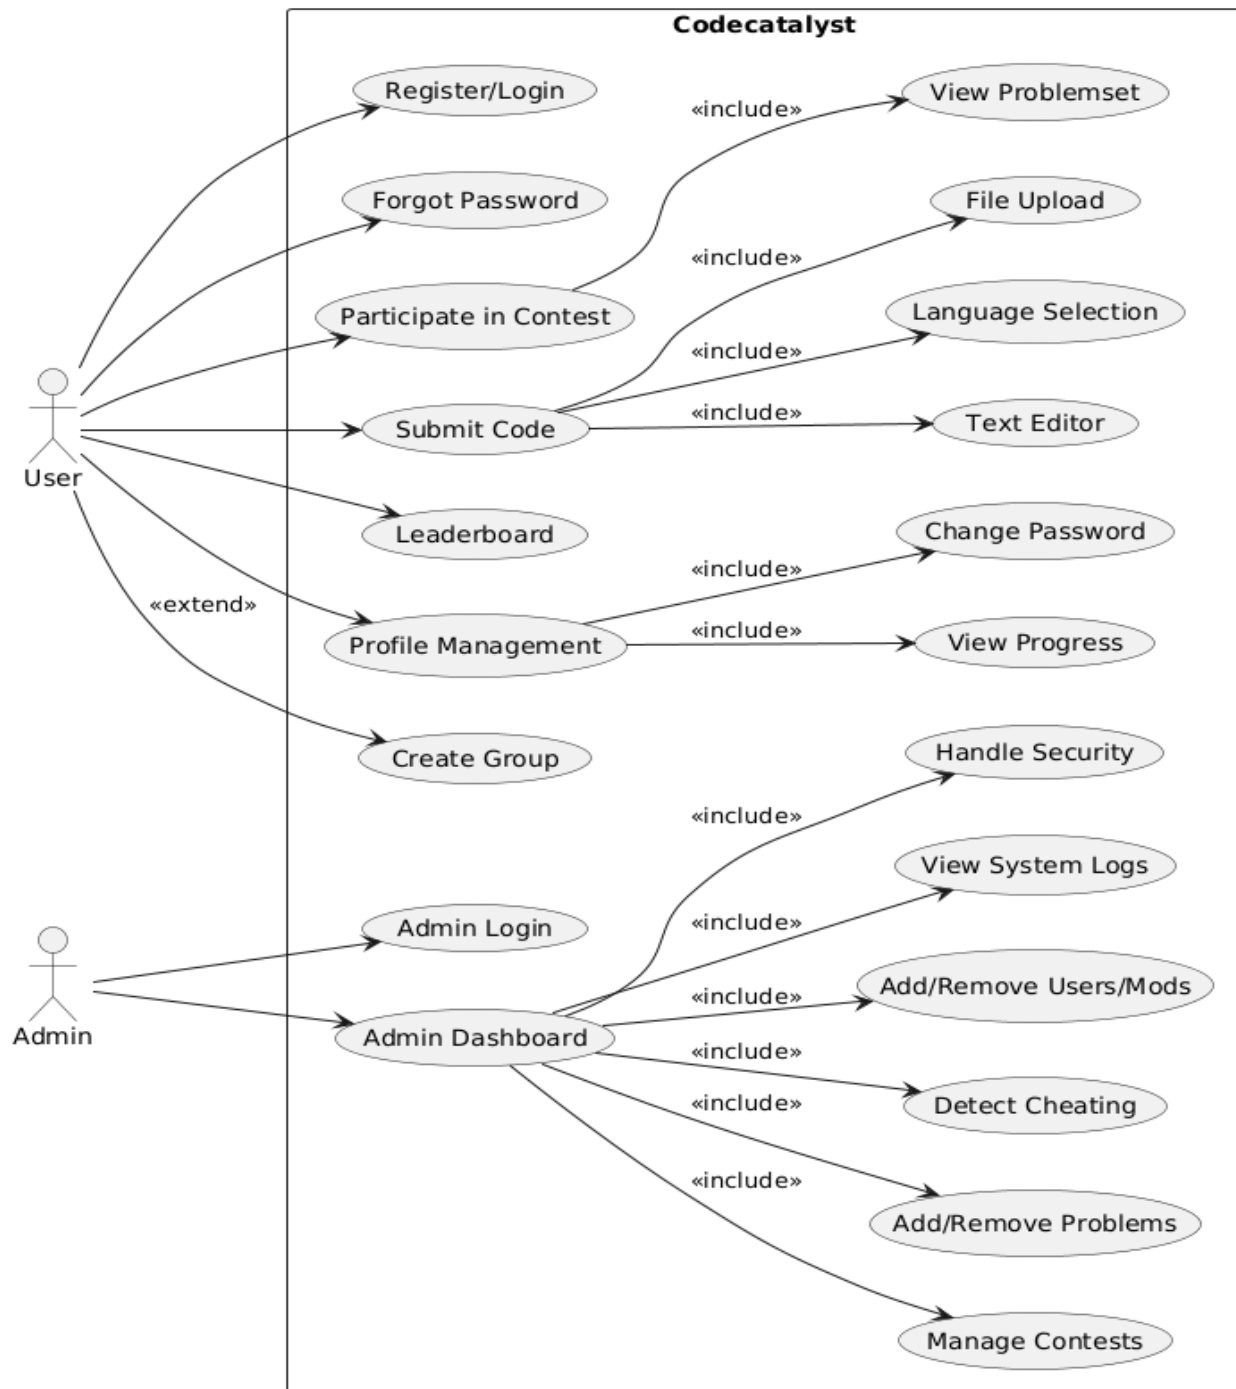 Codecatalyst
Register/Login
«include»
View Problemset
Forgot Password
File Upload
«include»
Participate in Contest
Language Selection
«include»
Submit Code
«include»
Text Editor
User
Leaderboard
Change Password
«include»
«extend»
Profile Management
«include»
View Progress
Create Group
Handle Security
«include»
View System Logs
Admin Login
«include»
Add/Remove Users/Mods
«include»
Admin
Admin Dashboard
«include»
Detect Cheating
«include»
Add/Remove Problems
«include»
Manage Contests